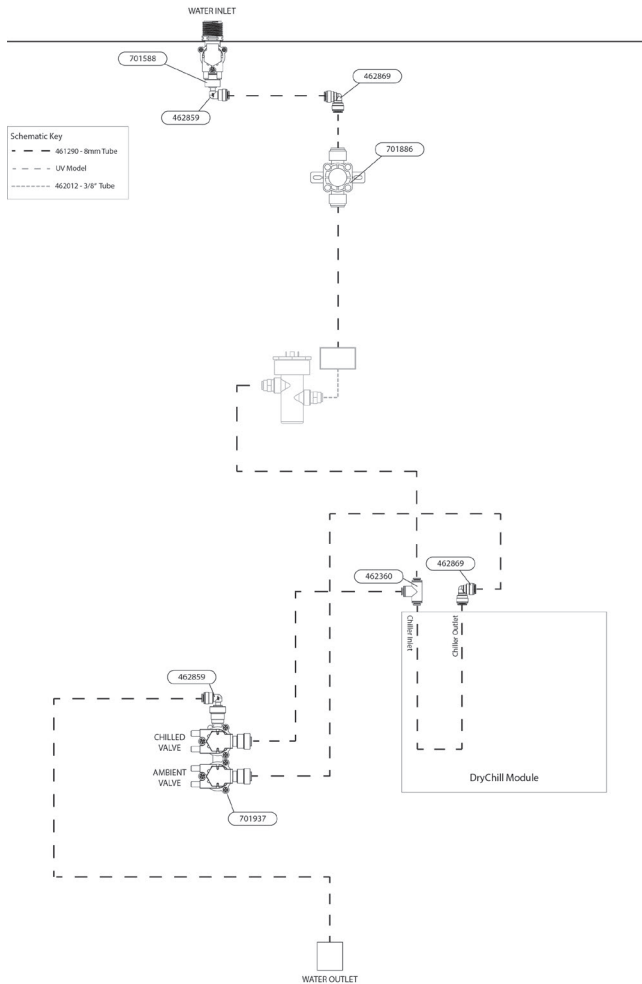 WATER INLET
701588
462869
462859
Schematic Key
461290 - 8mm Tube
UV Model
462012 - 3/8" Tube
701886
462869
462360
Chiller Inlet
Chiller Outlet
462859
CHILLED
VALVE
AMBIENT
VALVE
DryChill Module
701937
WATER OUTLET